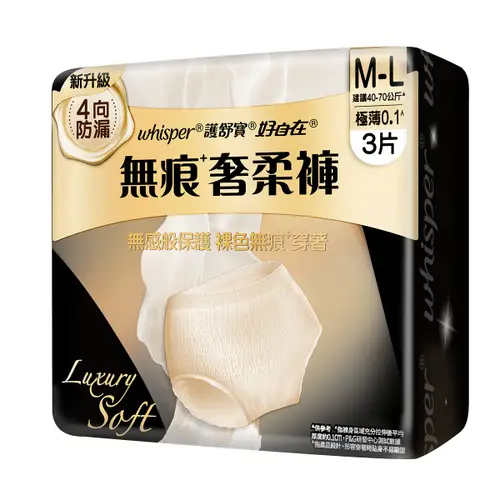 新升級
4向
防漏
whisper®護舒寶®好自在®
無痕⁺奢柔褲
無感般保護 裸色無痕⁺穿著
M-L
建議40-70公斤^
極薄0.1^
3片
Luxury
Soft
whisper®
whisper®